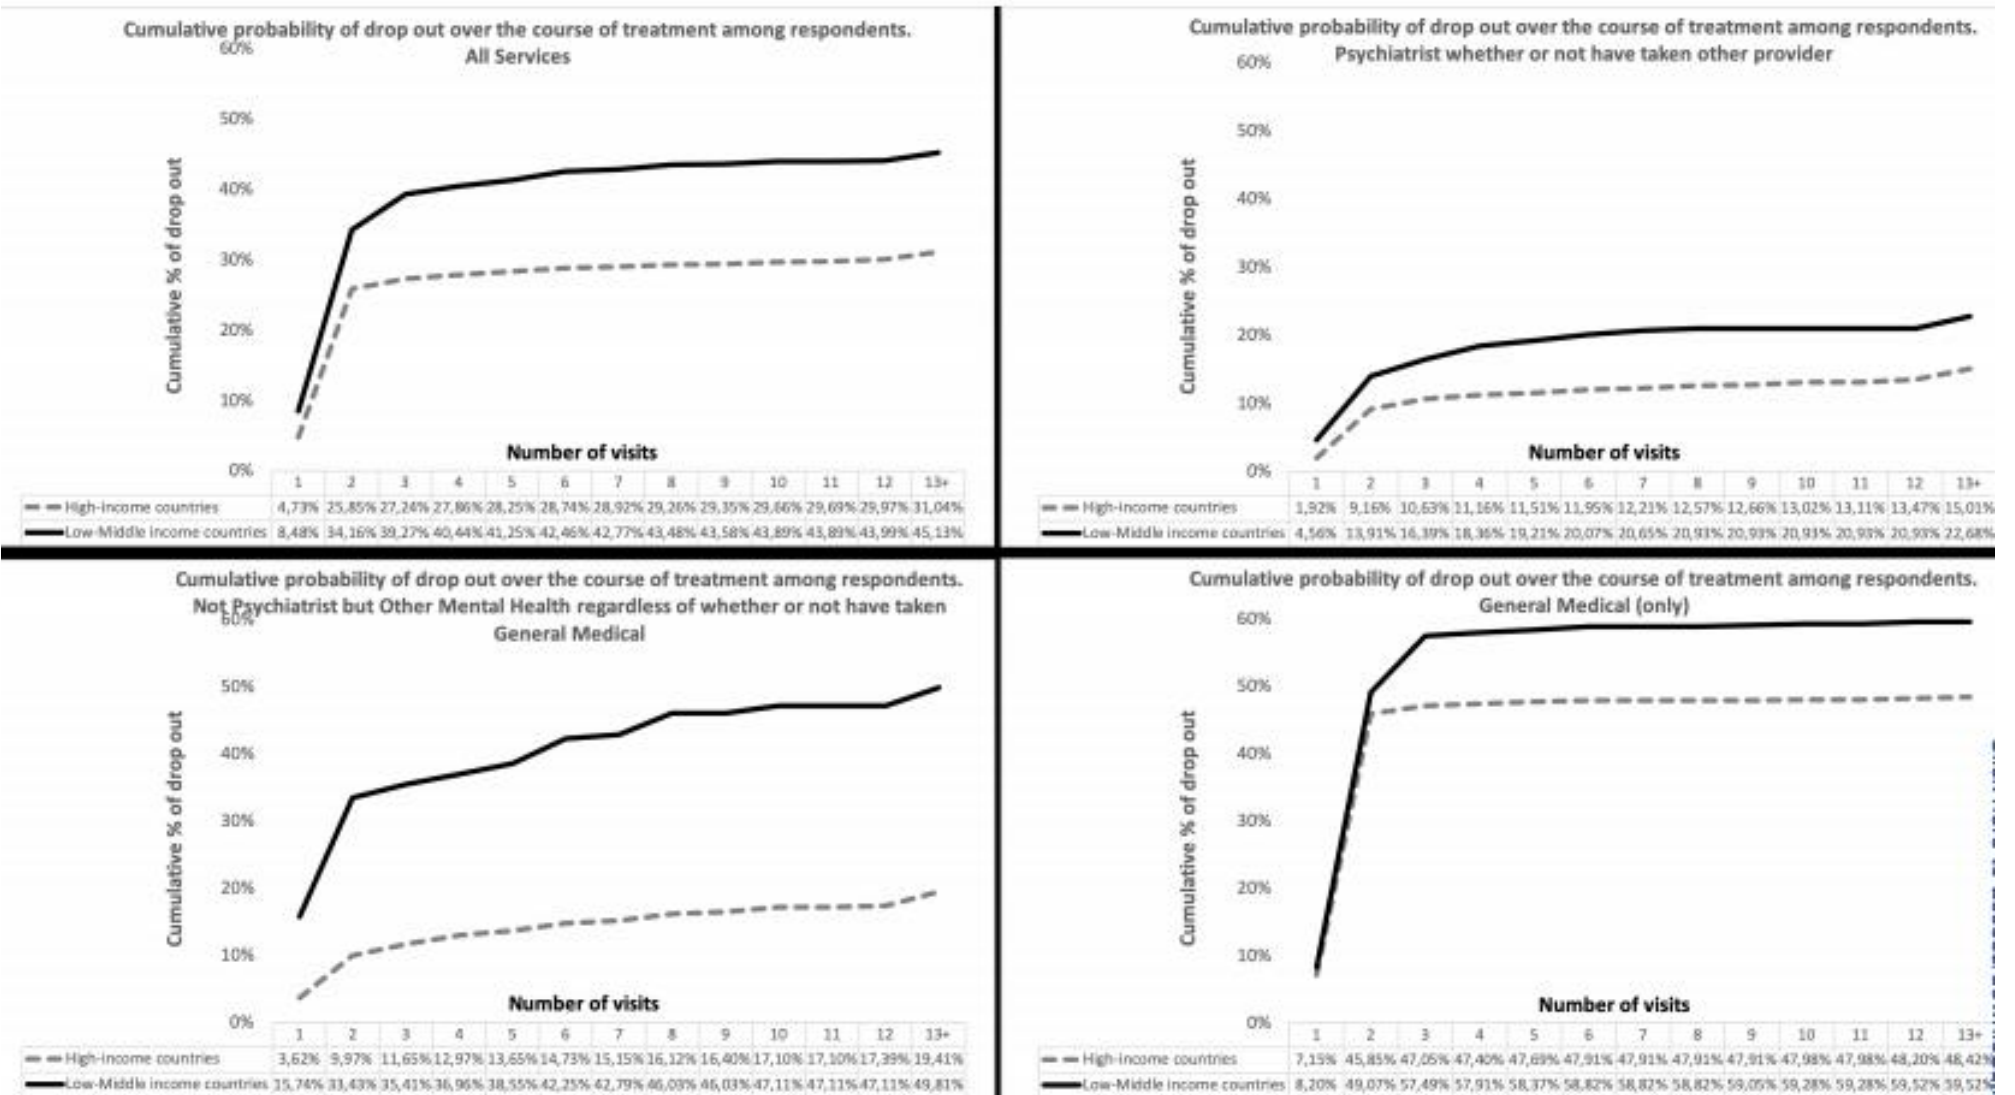 Cumulative probability of drop out over the course of treatment among respondents.
All Services
60%
50%
40%
30%
20%
10%
0%
Cumulative % of drop out
Number of visits
1 2 3 4 5 6 7 8 9 10 11 12 13+
High-income countries 4,73% 25,85% 27,24% 27,86% 28,25% 28,74% 28,92% 29,26% 29,35% 29,66% 29,69% 29,97% 31,04%
Low-Middle income countries 8,48% 34,16% 39,27% 40,44% 41,25% 42,46% 42,77% 43,48% 43,58% 43,89% 43,89% 43,99% 45,13%
Cumulative probability of drop out over the course of treatment among respondents.
Psychiatrist whether or not have taken other provider
60%
50%
40%
30%
20%
10%
0%
Cumulative % of drop out
Number of visits
1 2 3 4 5 6 7 8 9 10 11 12 13+
High-income countries 1,92% 9,16% 10,63% 11,16% 11,51% 11,95% 12,21% 12,57% 12,66% 13,02% 13,11% 13,47% 15,01%
Low-Middle income countries 4,56% 13,91% 16,39% 18,36% 19,21% 20,07% 20,65% 20,93% 20,93% 20,93% 20,93% 20,93% 22,68%
Cumulative probability of drop out over the course of treatment among respondents.
Not Psychiatrist but Other Mental Health regardless of whether or not have taken
General Medical
60%
50%
40%
30%
20%
10%
0%
Cumulative % of drop out
Number of visits
1 2 3 4 5 6 7 8 9 10 11 12 13+
High-income countries 3,62% 9,97% 11,65% 12,97% 13,65% 14,73% 15,15% 16,12% 16,40% 17,10% 17,10% 17,39% 19,41%
Low-Middle income countries 15,74% 33,43% 35,41% 36,96% 38,55% 42,25% 42,79% 46,03% 46,03% 47,11% 47,11% 47,11% 49,81%
Cumulative probability of drop out over the course of treatment among respondents.
General Medical (only)
60%
50%
40%
30%
20%
10%
0%
Cumulative % of drop out
Number of visits
1 2 3 4 5 6 7 8 9 10 11 12 13+
High-income countries 7,15% 45,85% 47,05% 47,40% 47,69% 47,91% 47,91% 47,91% 47,91% 47,98% 47,98% 48,20% 48,42%
Low-Middle income countries 8,20% 49,07% 57,49% 57,91% 58,37% 58,82% 58,82% 58,82% 59,05% 59,28% 59,28% 59,52% 59,52%